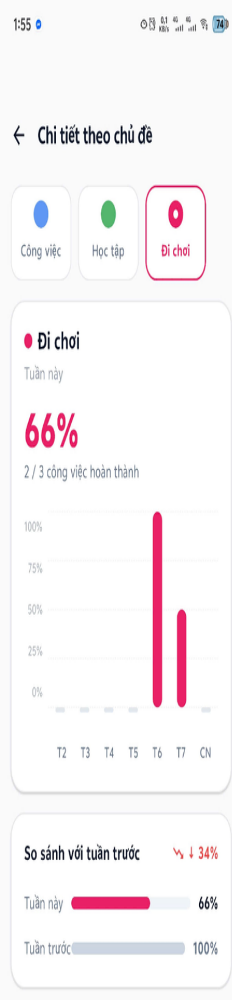 1:55 0,1 KB/s 4G 4G 74
Chi tiết theo chủ đề
Công việc Học tập Đi chơi
Đi chơi
Tuần này
66%
2 / 3 công việc hoàn thành
100%
75%
50%
25%
0%
T2 T3 T4 T5 T6 T7 CN
So sánh với tuần trước ↓ 34%
Tuần này 66%
Tuần trước 100%